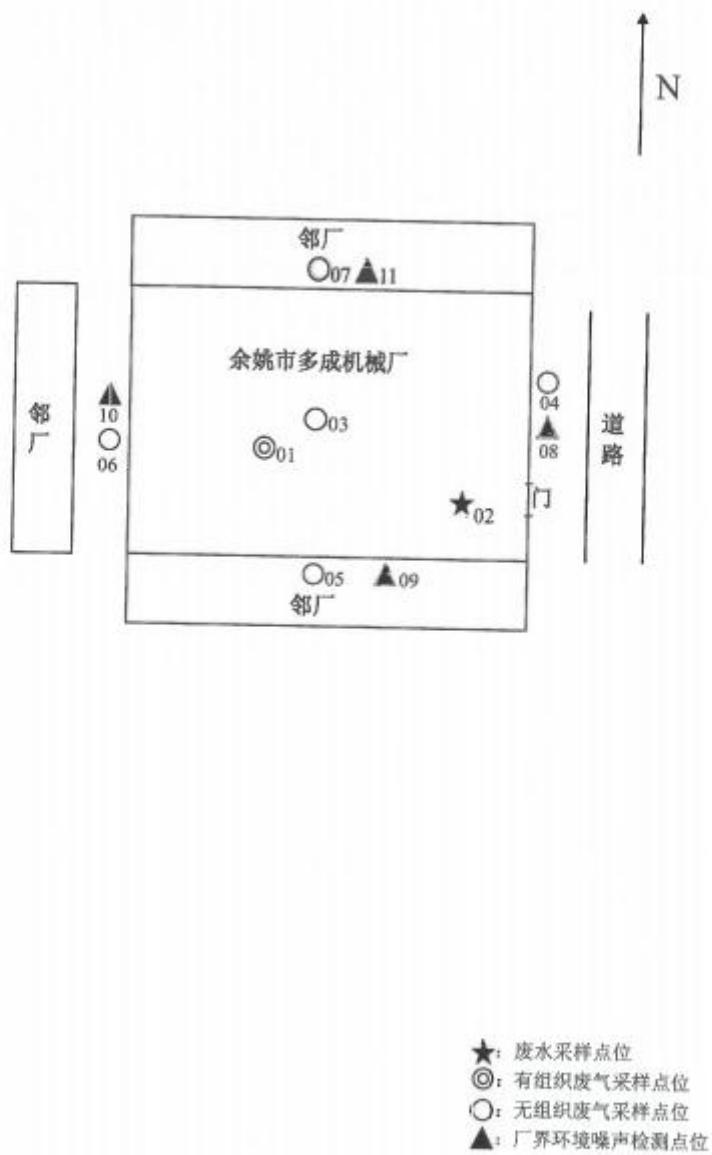 N
邻厂
07
11
余姚市多成机械厂
04
10
03
邻厂
道路
08
06
01
门
02
05
09
邻厂
★：废水采样点位
◎：有组织废气采样点位
○：无组织废气采样点位
▲：厂界环境噪声检测点位